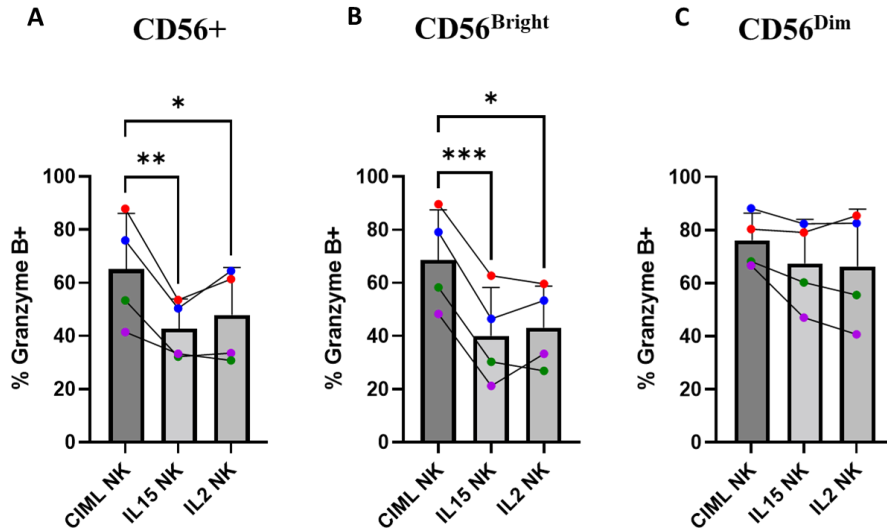 A
CD56+
B
CD56Bright
C
CD56Dim
*
**
*
***
% Granzyme B+
100
80
60
40
20
0
CIML NK
IL15 NK
IL2 NK
% Granzyme B+
100
80
60
40
20
0
CIML NK
IL15 NK
IL2 NK
% Granzyme B+
100
80
60
40
20
0
CIML NK
IL15 NK
IL2 NK